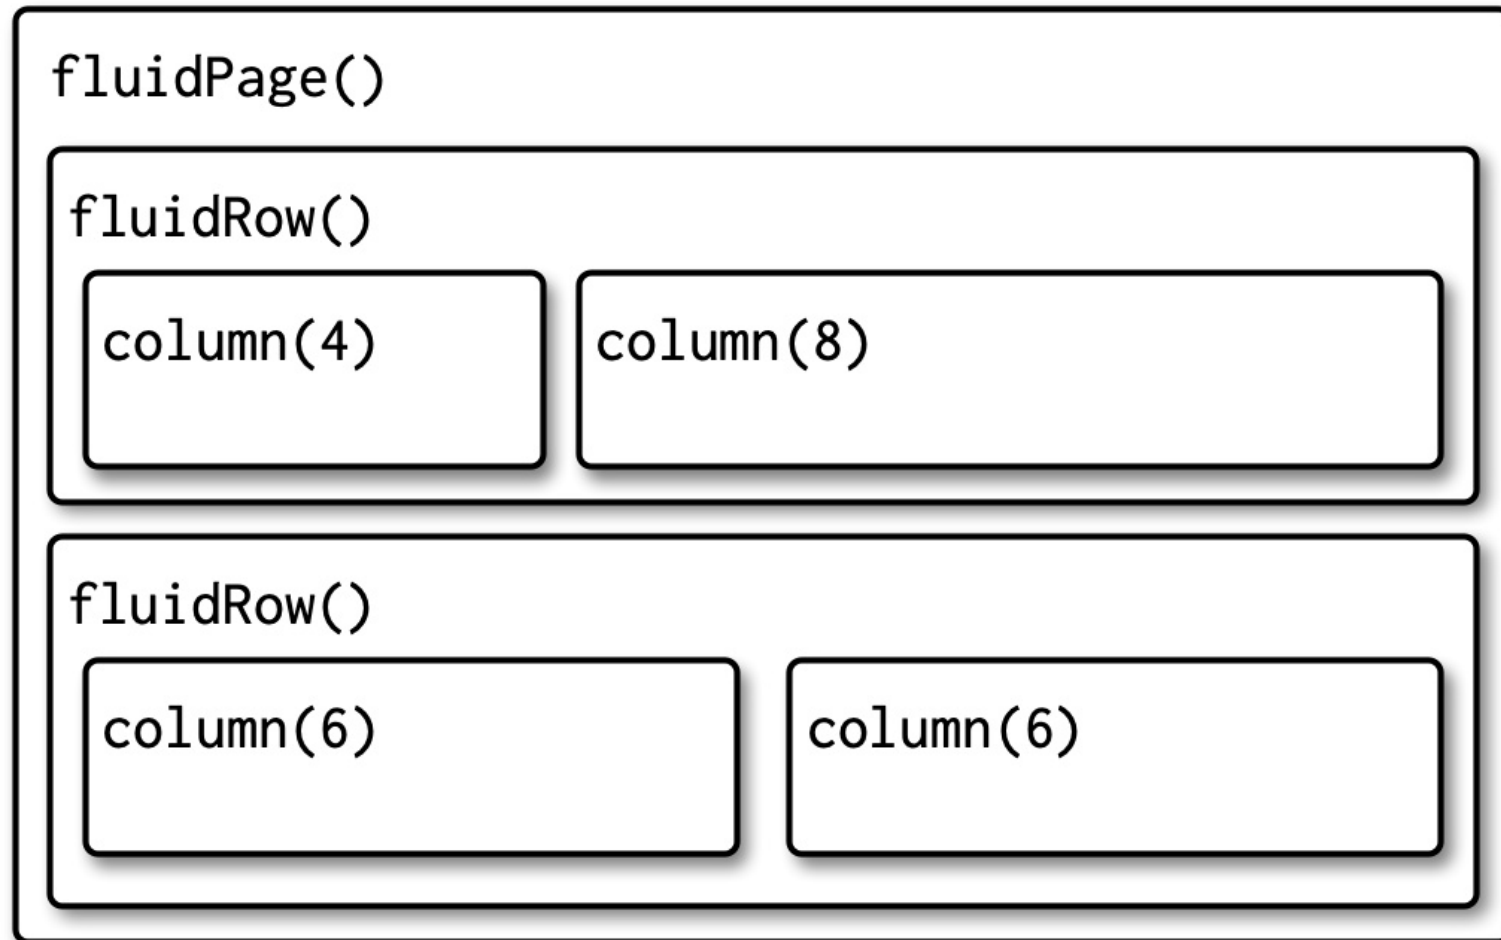 fluidPage()
fluidRow()
column(4) column(8)
fluidRow()
column(6) column(6)